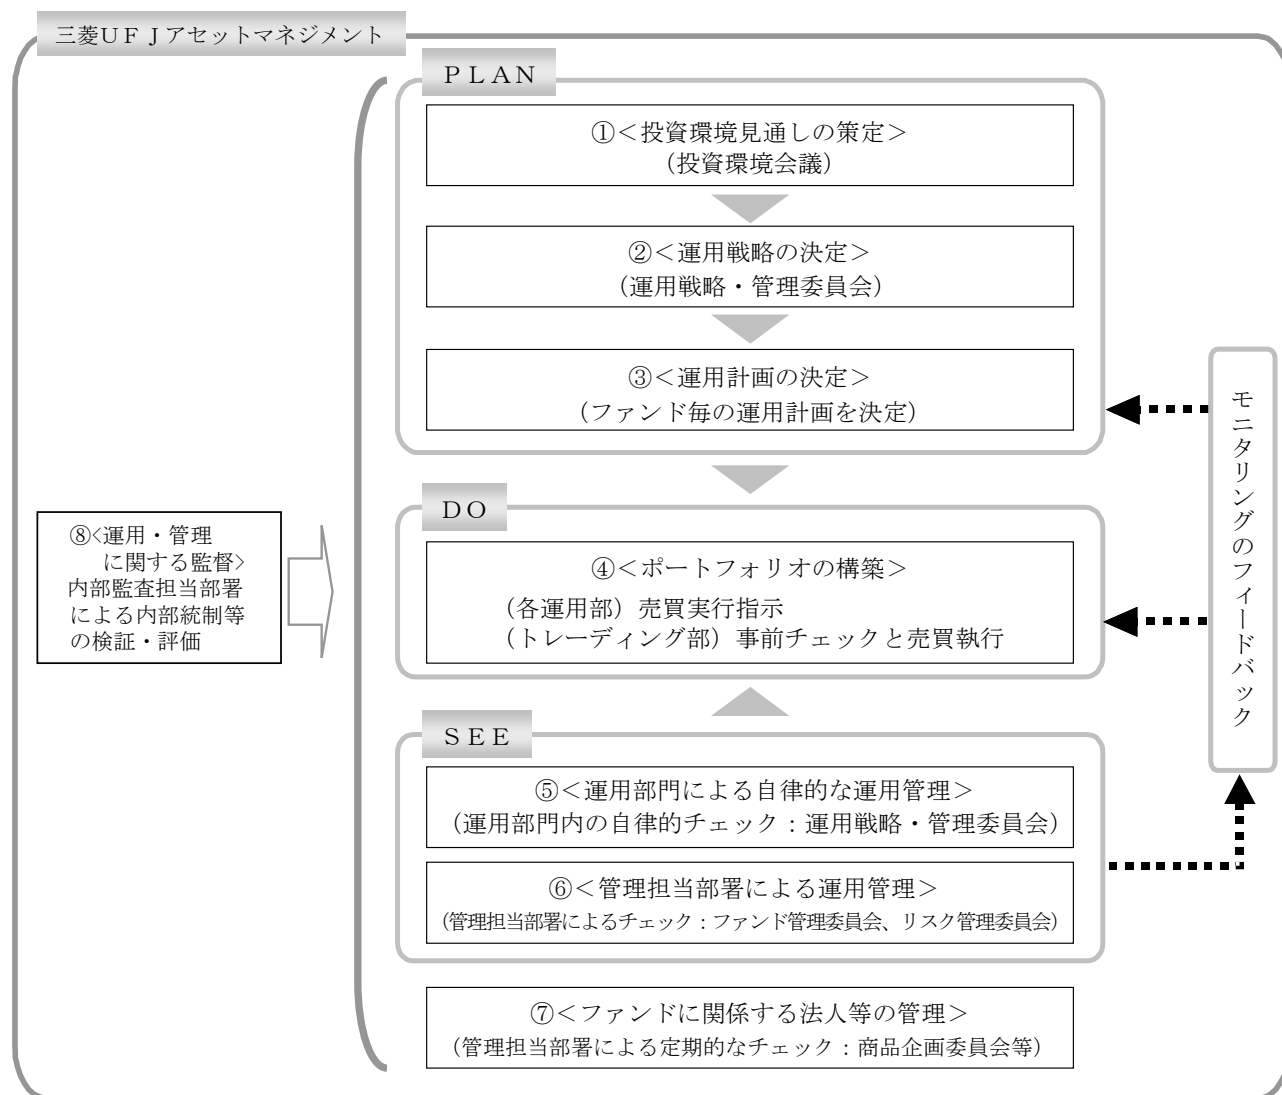 三菱ＵＦＪアセットマネジメント
ＰＬＡＮ
①＜投資環境見通しの策定＞
（投資環境会議）
②＜運用戦略の決定＞
（運用戦略・管理委員会）
③＜運用計画の決定＞
（ファンド毎の運用計画を決定）
ＤＯ
④＜ポートフォリオの構築＞
（各運用部）売買実行指示
（トレーディング部）事前チェックと売買執行
ＳＥＥ
⑤＜運用部門による自律的な運用管理＞
（運用部門内の自律的チェック：運用戦略・管理委員会）
⑥＜管理担当部署による運用管理＞
（管理担当部署によるチェック：ファンド管理委員会、リスク管理委員会）
⑦＜ファンドに関係する法人等の管理＞
（管理担当部署による定期的なチェック：商品企画委員会等）
⑧<運用・管理
に関する監督>
内部監査担当部署
による内部統制等
の検証・評価
モニタリングのフィードバック